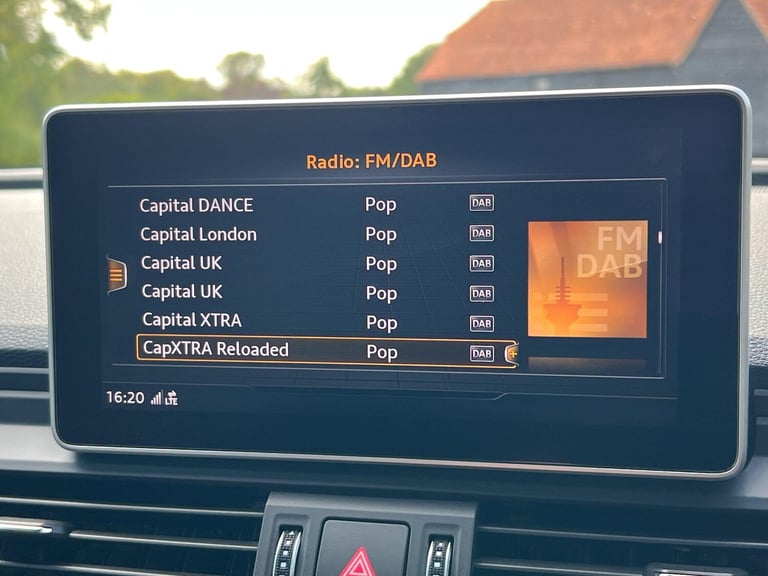 Radio: FM/DAB
Capital DANCE Pop DAB
Capital London Pop DAB
Capital UK Pop DAB
Capital UK Pop DAB
Capital XTRA Pop DAB
CapXTRA Reloaded Pop DAB
FM
DAB
16:20 LTE